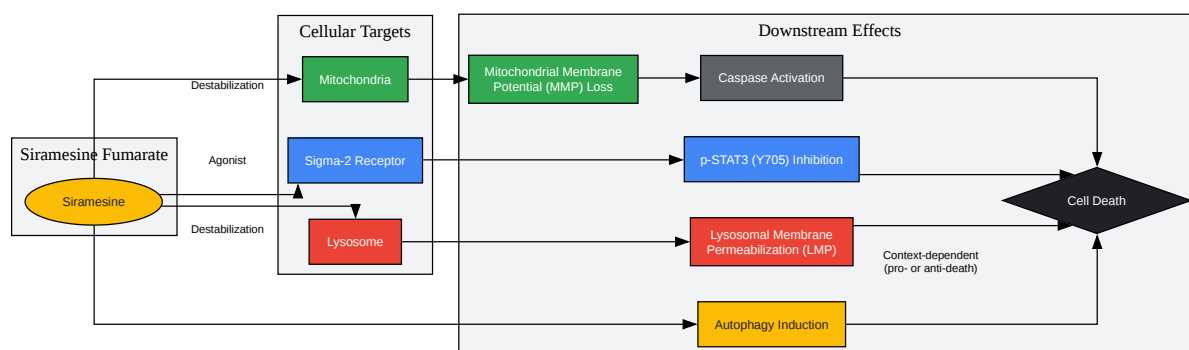 Cellular Targets
Downstream Effects
Destabilization
Mitochondria
Mitochondrial Membrane
Potential (MMP) Loss
Caspase Activation
Siramesine Fumarate
Siramesine
Agonist
Sigma-2 Receptor
p-STAT3 (Y705) Inhibition
Cell Death
Destabilization
Lysosome
Lysosomal Membrane
Permeabilization (LMP)
Context-dependent
(pro- or anti-death)
Autophagy Induction